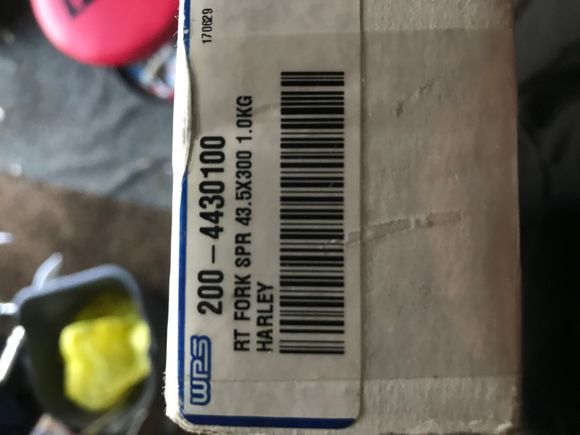 170629
200-4430100
RT FORK SPR 43.5X300 1.0KG
HARLEY
WPS